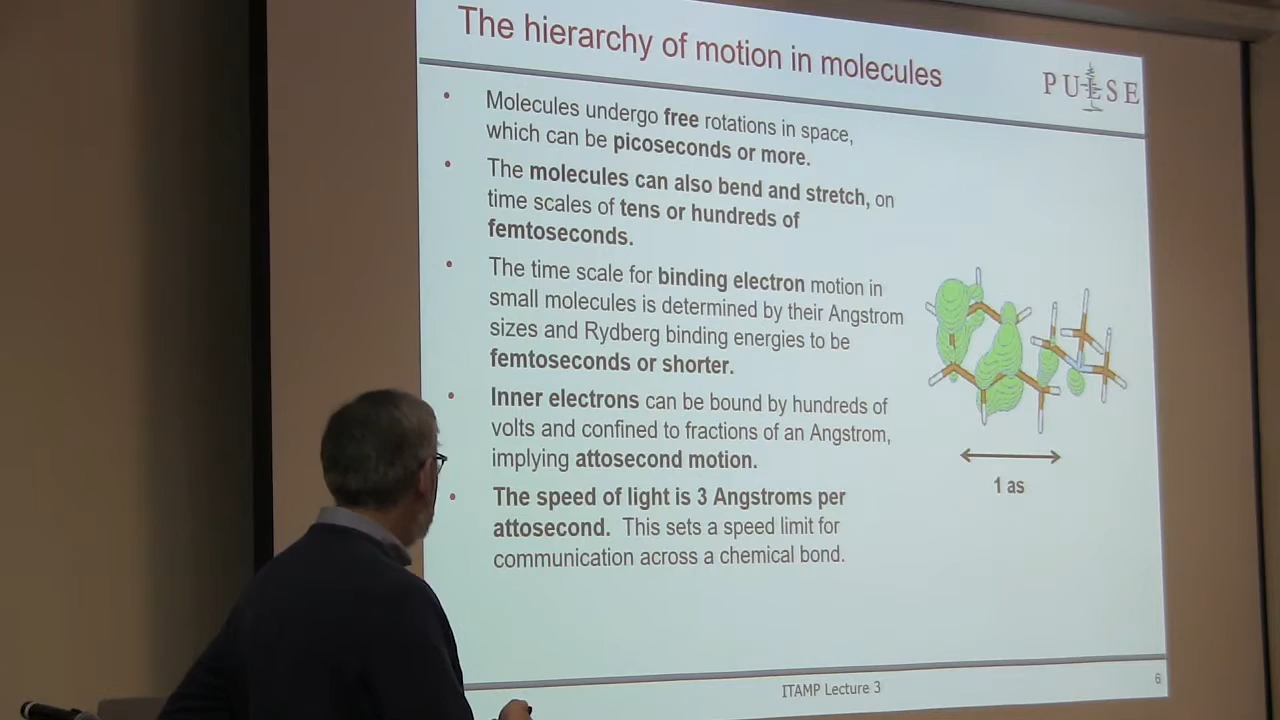 The hierarchy of motion in molecules
PULSE
• Molecules undergo free rotations in space,
which can be picoseconds or more.
• The molecules can also bend and stretch, on
time scales of tens or hundreds of
femtoseconds.
• The time scale for binding electron motion in
small molecules is determined by their Angstrom
sizes and Rydberg binding energies to be
femtoseconds or shorter.
• Inner electrons can be bound by hundreds of
volts and confined to fractions of an Angstrom,
implying attosecond motion.
• The speed of light is 3 Angstroms per
attosecond. This sets a speed limit for
communication across a chemical bond.
1 as
ITAMP Lecture 3
6